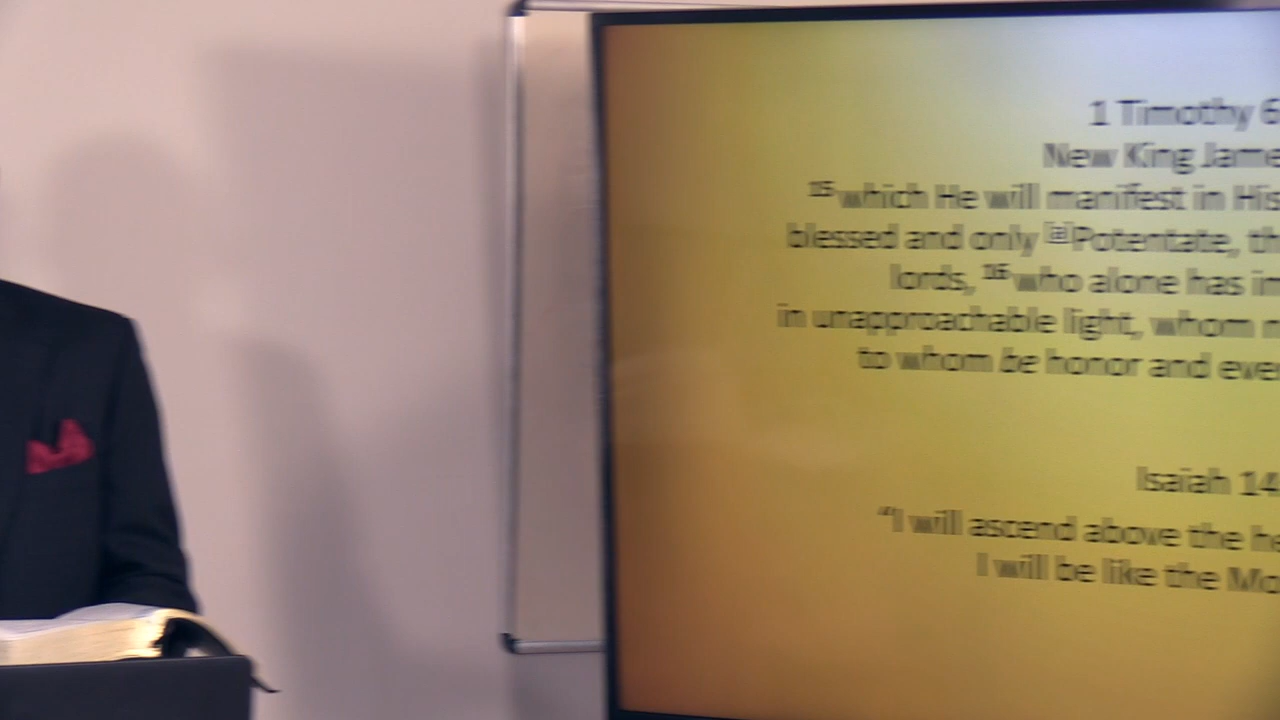 1 Timothy 6
New King Jame
15 which He will manifest in His
blessed and only [a]Potentate, th
lords, 16 who alone has im
in unapproachable light, whom n
to whom be honor and eve
Isaiah 14
“I will ascend above the he
I will be like the Mo